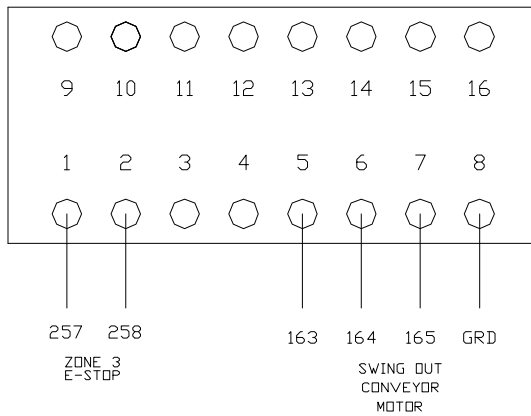 9 10 11 12 13 14 15 16
1 2 3 4 5 6 7 8
257 258 163 164 165 GRD
ZONE 3
E-STOP
SWING OUT
CONVEYOR
MOTOR